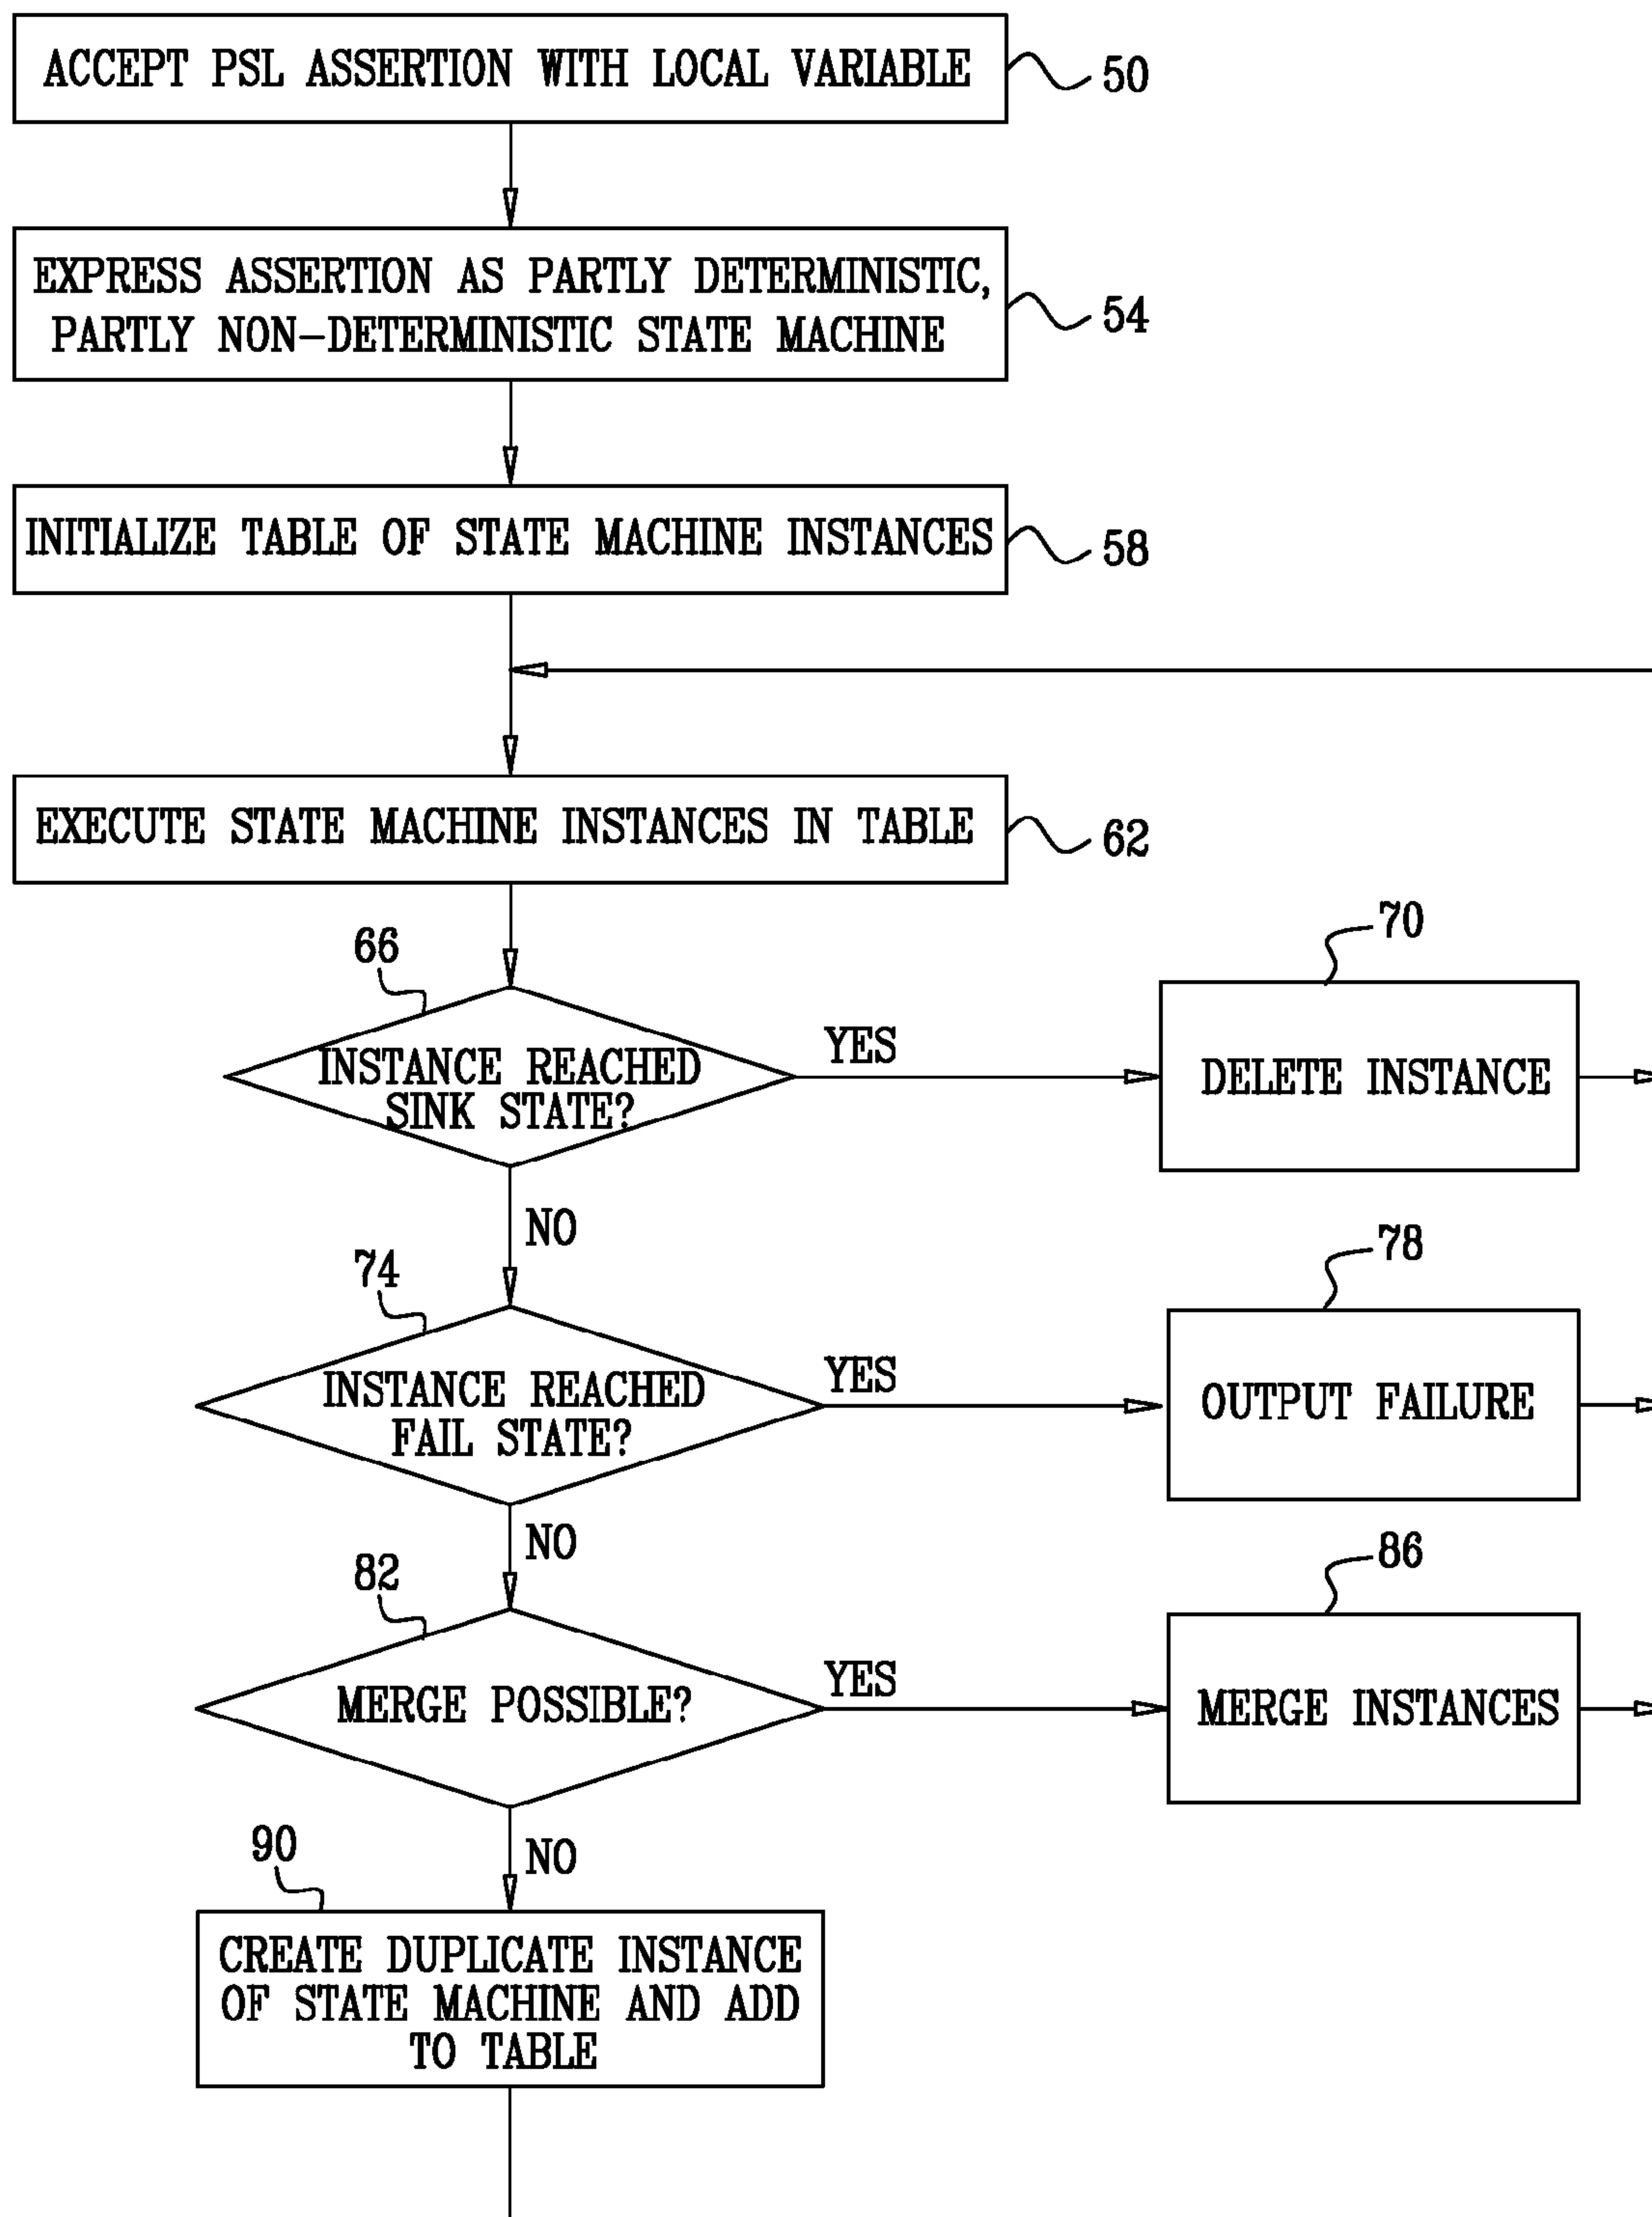 ACCEPT PSL ASSERTION WITH LOCAL VARIABLE
50
EXPRESS ASSERTION AS PARTLY DETERMINISTIC,
PARTLY NON-DETERMINISTIC STATE MACHINE
54
INITIALIZE TABLE OF STATE MACHINE INSTANCES
58
EXECUTE STATE MACHINE INSTANCES IN TABLE
62
66
INSTANCE REACHED
SINK STATE?
YES
70
DELETE INSTANCE
NO
74
INSTANCE REACHED
FAIL STATE?
YES
78
OUTPUT FAILURE
NO
82
MERGE POSSIBLE?
YES
86
MERGE INSTANCES
NO
90
CREATE DUPLICATE INSTANCE
OF STATE MACHINE AND ADD
TO TABLE